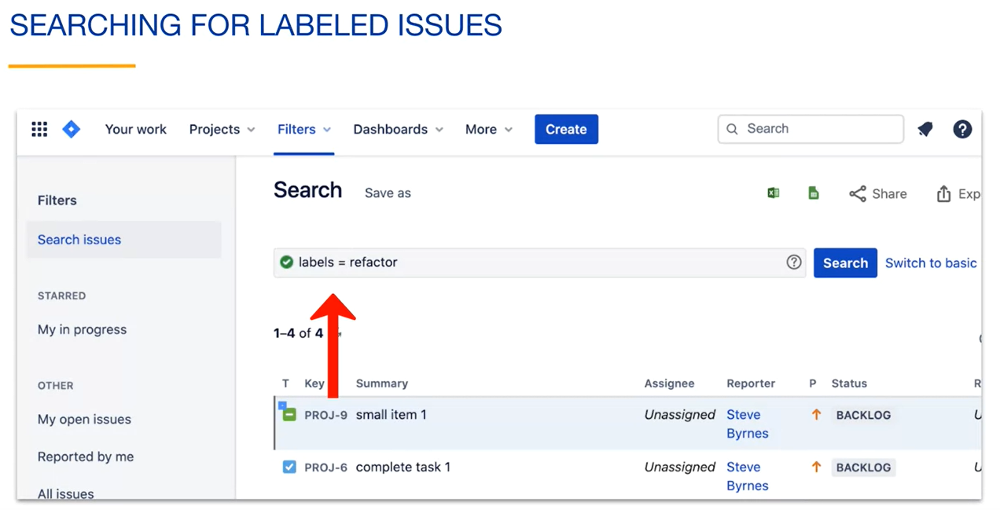 SEARCHING FOR LABELED ISSUES
Your work Projects Filters Dashboards More Create Search
Filters
Search issues
STARRED
My in progress
OTHER
My open issues
Reported by me
All issues
Search Save as Share Exp
labels = refactor Search Switch to basic
1–4 of 4
T Key Summary Assignee Reporter P Status R
PROJ-9 small item 1 Unassigned Steve Byrnes BACKLOG U
PROJ-6 complete task 1 Unassigned Steve Byrnes BACKLOG U